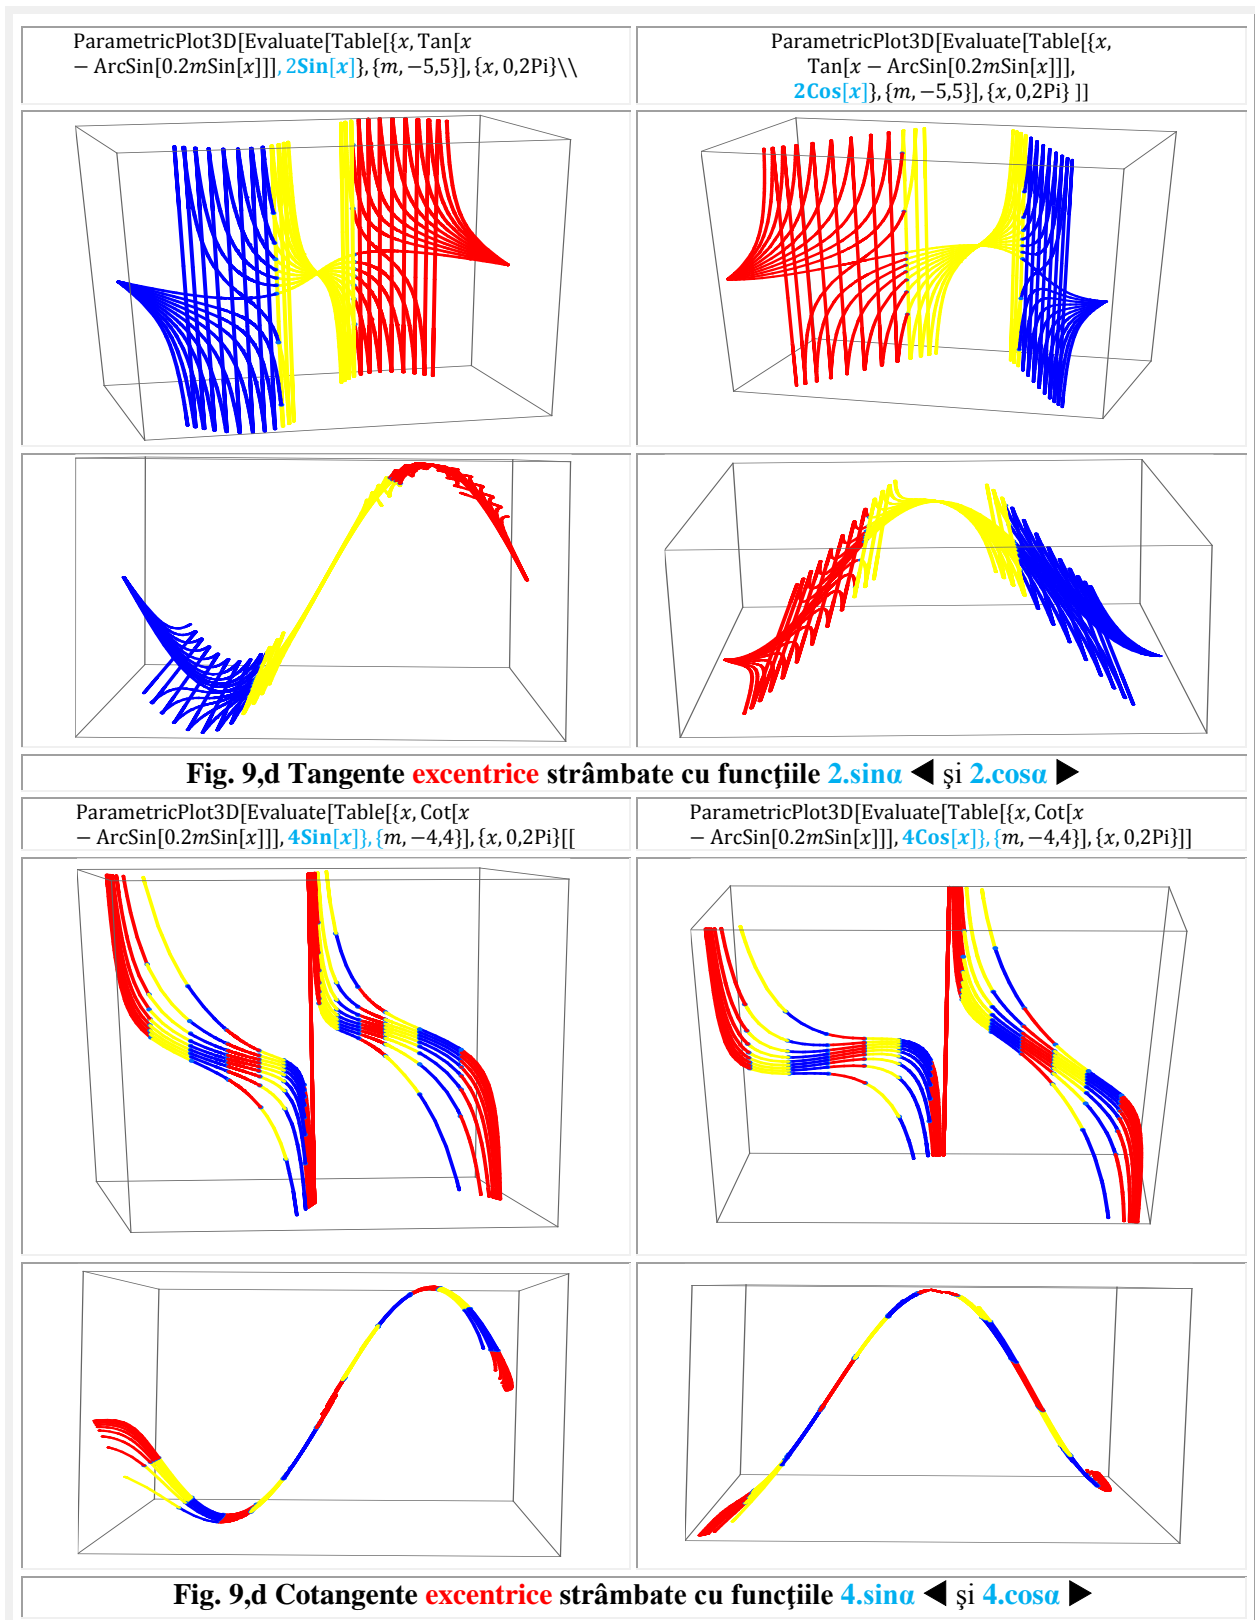 ParametricPlot3D[Evaluate[Table[{x, Tan[x
− ArcSin[0.2mSin[x]]], 2Sin[x]}, {m, −5,5}], {x, 0,2Pi}\\
ParametricPlot3D[Evaluate[Table[{x,
Tan[x − ArcSin[0.2mSin[x]]],
2Cos[x]}, {m, −5,5}], {x, 0,2Pi} ]]
Fig. 9,d Tangente excentrice strâmbate cu funcţiile 2.sinα ◄ şi 2.cosα ►
ParametricPlot3D[Evaluate[Table[{x, Cot[x
− ArcSin[0.2mSin[x]]], 4Sin[x]}, {m, −4,4}], {x, 0,2Pi}[[
ParametricPlot3D[Evaluate[Table[{x, Cot[x
− ArcSin[0.2mSin[x]]], 4Cos[x]}, {m, −4,4}], {x, 0,2Pi}]]
Fig. 9,d Cotangente excentrice strâmbate cu funcţiile 4.sinα ◄ şi 4.cosα ►